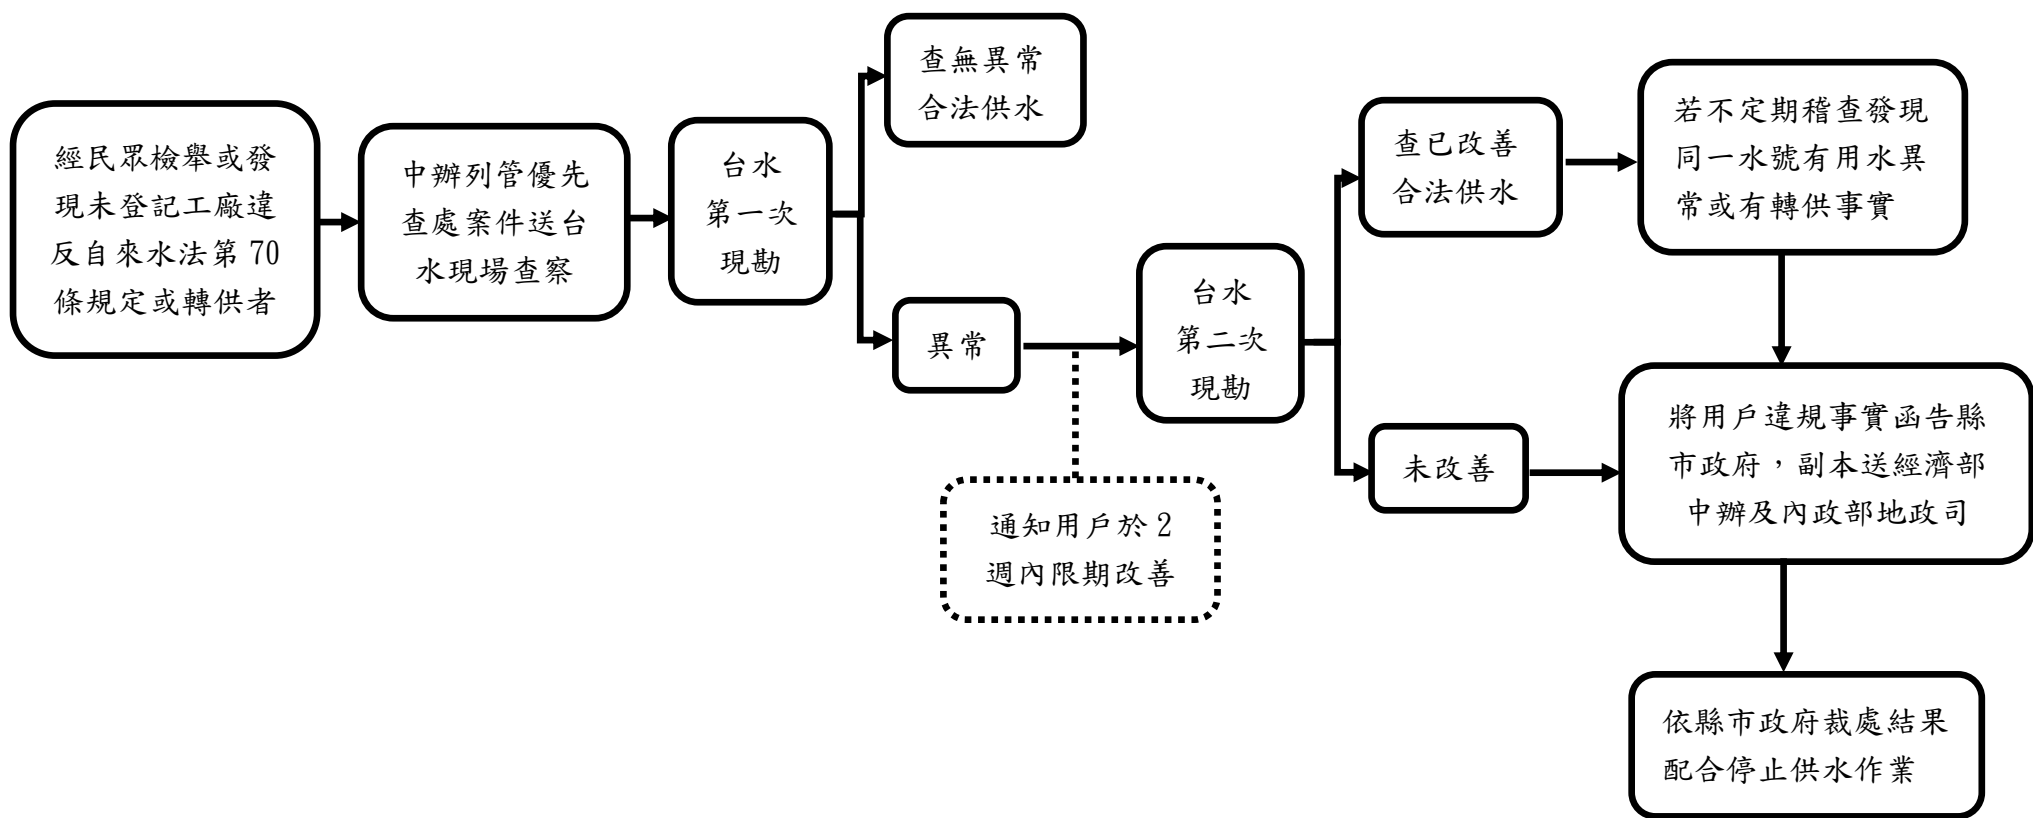 經民眾檢舉或發
現未登記工廠違
反自來水法第 70
條規定或轉供者
中辦列管優先
查處案件送台
水現場查察
台水
第一次
現勘
查無異常
合法供水
異常
通知用戶於 2
週內限期改善
台水
第二次
現勘
查已改善
合法供水
未改善
若不定期稽查發現
同一水號有用水異
常或有轉供事實
將用戶違規事實函告縣
市政府，副本送經濟部
中辦及內政部地政司
依縣市政府裁處結果
配合停止供水作業